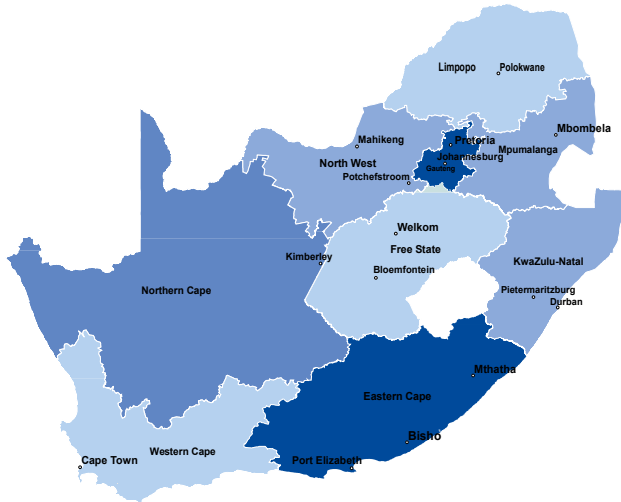 Limpopo
Polokwane
Mbombela
Mahikeng
Pretoria
Mpumalanga
Johannesburg
North West
Gauteng
Potchefstroom
Welkom
Free State
Kimberley
KwaZulu-Natal
Bloemfontein
Northern Cape
Pietermaritzburg
Durban
Mthatha
Eastern Cape
Bisho
Western Cape
Cape Town
Port Elizabeth